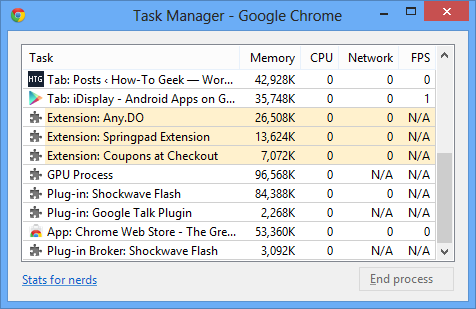 Task Manager - Google Chrome
Task Memory CPU Network FPS
HTG Tab: Posts ‹ How-To Geek — Wor... 42,928K 0 0 0
Tab: iDisplay - Android Apps on G... 35,748K 0 0 1
Extension: Any.DO 26,508K 0 0 N/A
Extension: Springpad Extension 13,624K 0 0 N/A
Extension: Coupons at Checkout 7,072K 0 0 N/A
GPU Process 96,568K 0 N/A N/A
Plug-in: Shockwave Flash 84,388K 0 0 N/A
Plug-in: Google Talk Plugin 2,268K 0 N/A N/A
App: Chrome Web Store - The Gre... 53,360K 0 0 0
Plug-in Broker: Shockwave Flash 3,092K 0 N/A N/A
Stats for nerds End process